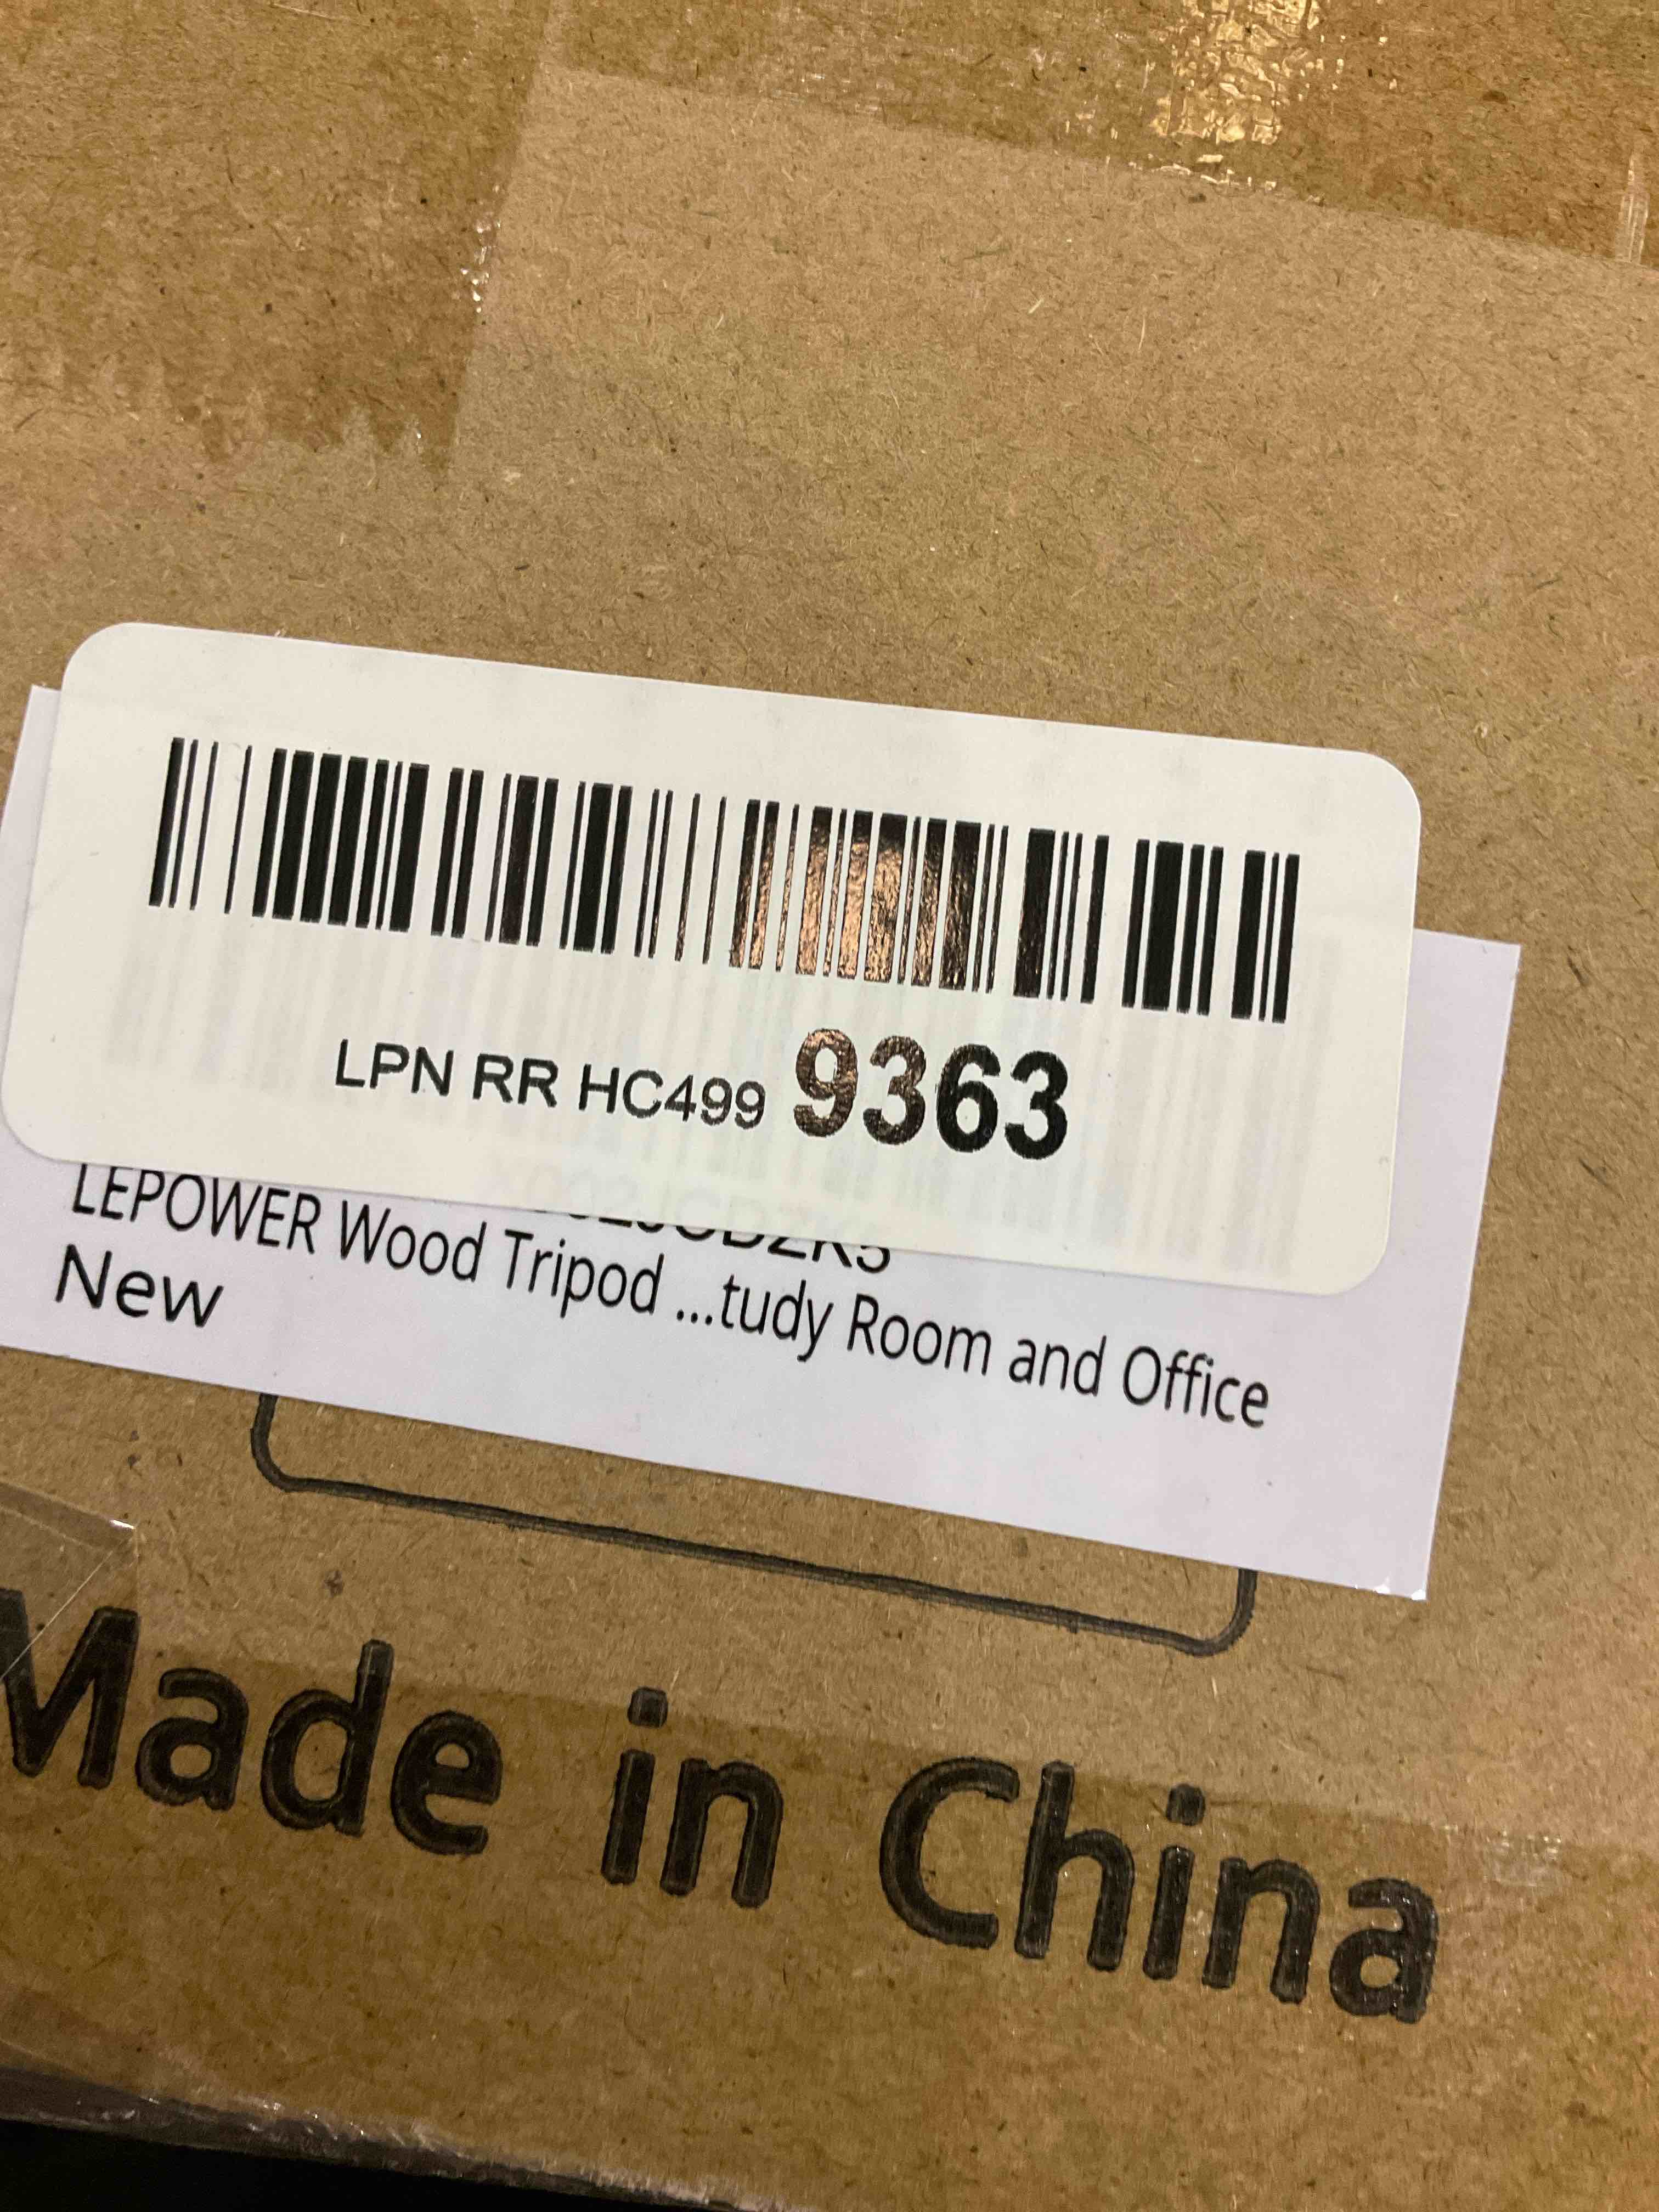 LPN RR HC499 9363
LEPOWER Wood Tripod ...tudy Room and Office
New
Made in China